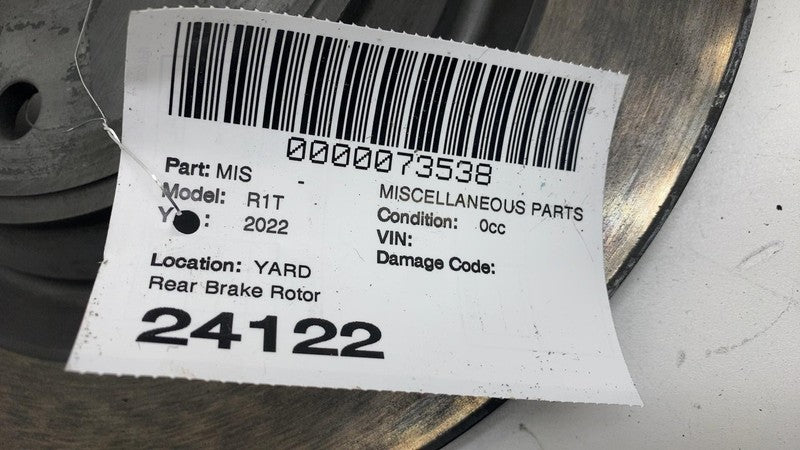 0000073538
Part: MIS -
MISCELLANEOUS PARTS
Model: R1T
Condition: 0cc
Y : 2022
VIN:
Location: YARD
Damage Code:
Rear Brake Rotor
24122